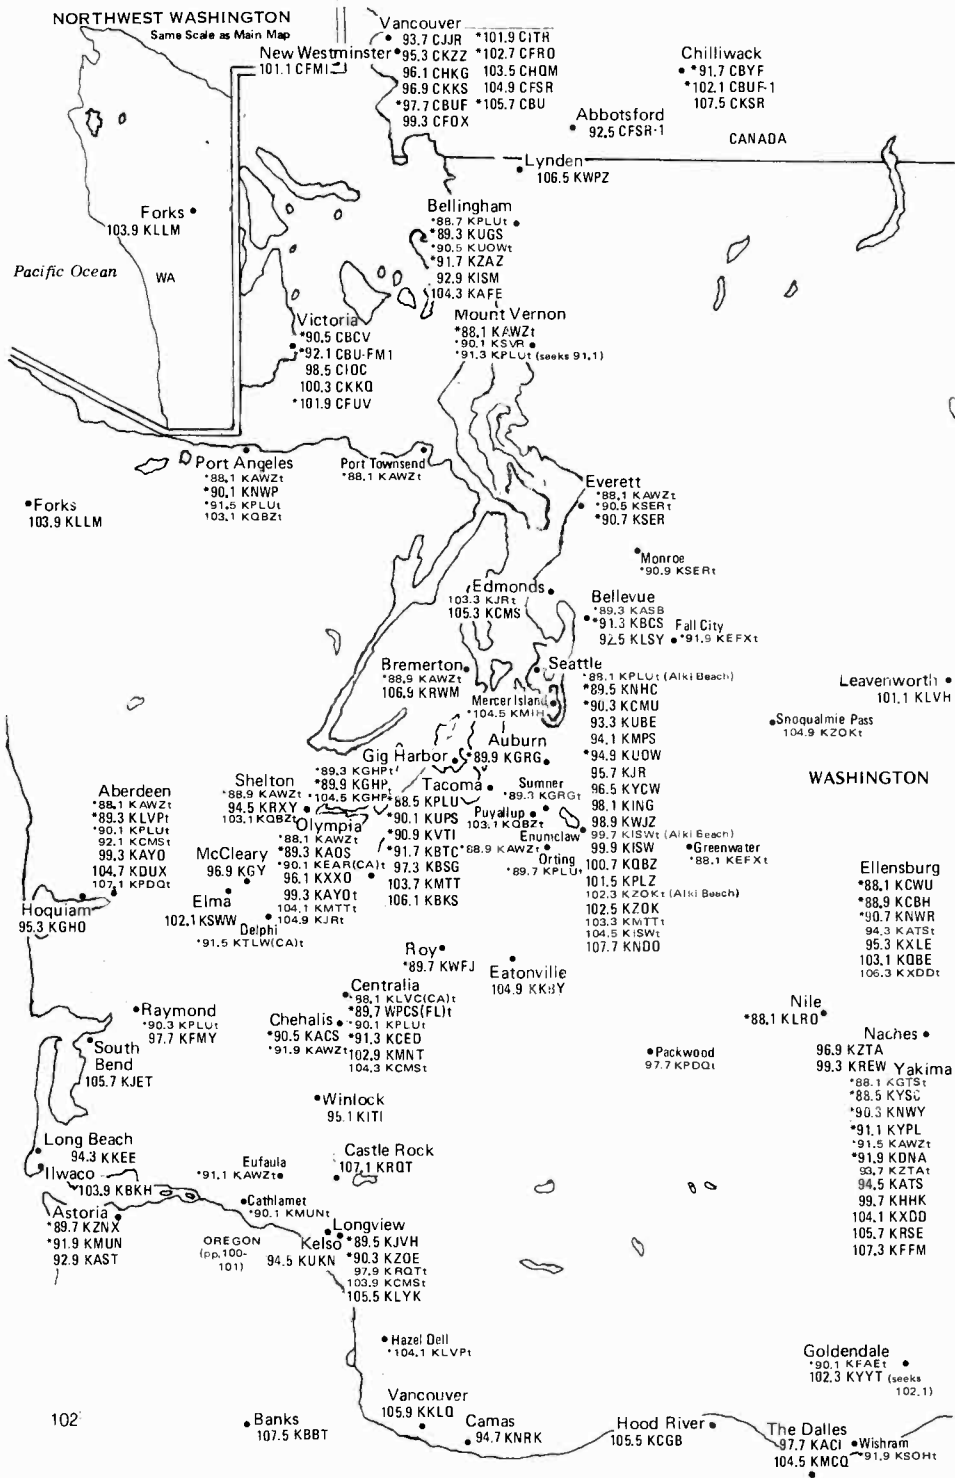 NORTHWEST WASHINGTON
Same Scale as Main Map
Vancouver
93.7 CJJR
*101.9 CITR
95.3 CKZZ
*102.7 CFRO
96.1 CHKG
103.5 CHQM
96.9 CKKS
104.9 CFSR
*97.7 CBUF
*105.7 CBU
99.3 CFOX
New Westminster
101.1 CFMI
Chilliwack
*91.7 CBYF
*102.1 CBUF-1
107.5 CKSR
Abbotsford
92.5 CFSR-1
CANADA
Lynden
106.5 KWPZ
Forks
103.9 KLLM
Pacific Ocean
WA
Bellingham
*88.7 KPLUt
*89.3 KUGS
*90.5 KUOWt
*91.7 KZAZ
92.9 KISM
104.3 KAFE
Mount Vernon
*88.1 KAWZt
*90.1 KSVR
*91.3 KPLUt (seeks 91.1)
Victoria
*90.5 CBCV
*92.1 CBU-FM1
98.5 CIOC
100.3 CKKQ
*101.9 CFUV
Port Angeles
*88.1 KAWZt
*90.1 KNWP
*91.5 KPLUt
103.1 KQBZt
Port Townsend
*88.1 KAWZt
Forks
103.9 KLLM
Everett
*88.1 KAWZt
*90.5 KSERt
*90.7 KSER
Monroe
*90.9 KSERt
Edmonds
103.3 KJRt
105.3 KCMS
Bellevue
*89.3 KASB
*91.3 KBCS
92.5 KLSY
Fall City
*91.9 KEFXt
Bremerton
*88.9 KAWZt
106.9 KRWM
Mercer Island
*104.5 KMIH
Seattle
*88.1 KPLUt (Alki Beach)
*89.5 KNHC
*90.3 KCMU
93.3 KUBE
94.1 KMPS
*94.9 KUOW
95.7 KJR
96.5 KYCW
98.1 KING
98.9 KWJZ
99.7 KISWt (Alki Beach)
99.9 KISW
100.7 KQBZ
101.5 KPLZ
102.3 KZOKt (Alki Beach)
102.5 KZOK
103.3 KMTTt
104.5 KISWt
107.7 KNDD
Leavenworth
101.1 KLVH
Snoqualmie Pass
104.9 KZOKt
WASHINGTON
Gig Harbor
*89.3 KGHPt
*89.9 KGHP
*104.5 KGHPt
Auburn
*89.9 KGRG
Tacoma
*88.5 KPLU
*90.1 KUPS
*90.9 KVTI
*91.7 KBTC
97.3 KBSG
103.7 KMTT
106.1 KBKS
Sumner
*89.3 KGRGt
Puyallup
103.1 KQBZt
Enumclaw
*88.9 KAWZt
Orting
*89.7 KPLUt
Greenwater
*88.1 KEFXt
Shelton
*88.9 KAWZt
94.5 KRXY
103.1 KQBZt
Olympia
*88.1 KAWZt
*89.3 KAOS
*90.1 KEAR(CA)t
96.1 KXXO
99.3 KAYOt
104.1 KMTTt
104.9 KJRt
Aberdeen
*88.1 KAWZt
*89.3 KLVPt
*90.1 KPLUt
92.1 KCMSt
99.3 KAYO
104.7 KDUX
107.1 KPDQt
McCleary
96.9 KGY
Hoquiam
95.3 KGHO
Elma
102.1 KSWW
Delphi
*91.5 KTLW(CA)t
Roy
*89.7 KWFJ
Eatonville
104.9 KKBY
Ellensburg
*88.1 KCWU
*88.9 KCBH
*90.7 KNWR
94.3 KATSt
95.3 KXLE
103.1 KQBE
106.3 KXDDt
Raymond
*90.3 KPLUt
97.7 KFMY
Centralia
*98.1 KLVC(CA)t
*89.7 WPCS(FL)t
*90.1 KPLUt
*91.3 KCED
102.9 KMNT
104.3 KCMSt
Chehalis
*90.5 KACS
*91.9 KAWZt
Nile
*88.1 KLRO
Naches
96.9 KZTA
99.3 KREW
Yakima
*88.1 KGTSt
*88.5 KYSC
*90.3 KNWY
*91.1 KYPL
*91.5 KAWZt
*91.9 KDNA
93.7 KZTAt
94.5 KATS
99.7 KHHK
104.1 KXDD
105.7 KRSE
107.3 KFFM
South
Bend
105.7 KJET
Packwood
97.7 KPDQt
Winlock
95.1 KITI
Long Beach
94.3 KKEE
Castle Rock
107.1 KRQT
Ilwaco
103.9 KBKH
Eufaula
*91.1 KAWZt
Cathlamet
*90.1 KMUNt
Astoria
*89.7 KZNX
*91.9 KMUN
92.9 KAST
OREGON
(pp.100-
101)
Kelso
94.5 KUKN
Longview
*89.5 KJVH
*90.3 KZOE
97.9 KRQTt
103.9 KCMSt
105.5 KLYK
Hazel Dell
*104.1 KLVPt
Goldendale
*90.1 KFAEt
102.3 KYYT (seeks
102.1)
102
Banks
107.5 KBBT
Vancouver
105.9 KKLQ
Camas
94.7 KNRK
Hood River
105.5 KCGB
The Dalles
97.7 KACI
104.5 KMCQ
Wishram
*91.9 KSOHt